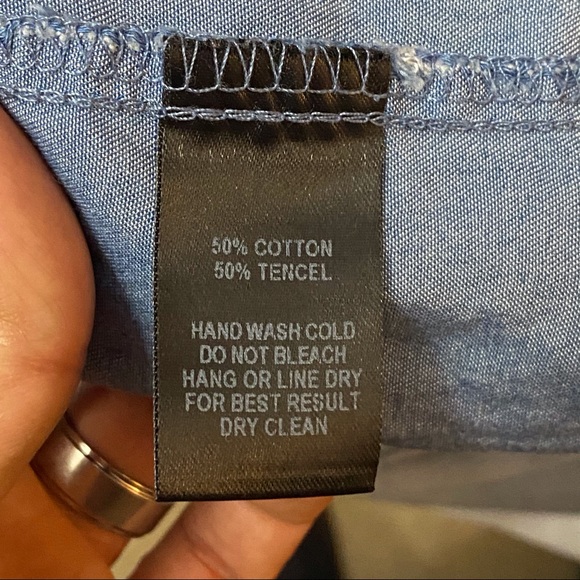 50% COTTON
50% TENCEL
HAND WASH COLD
DO NOT BLEACH
HANG OR LINE DRY
FOR BEST RESULT
DRY CLEAN